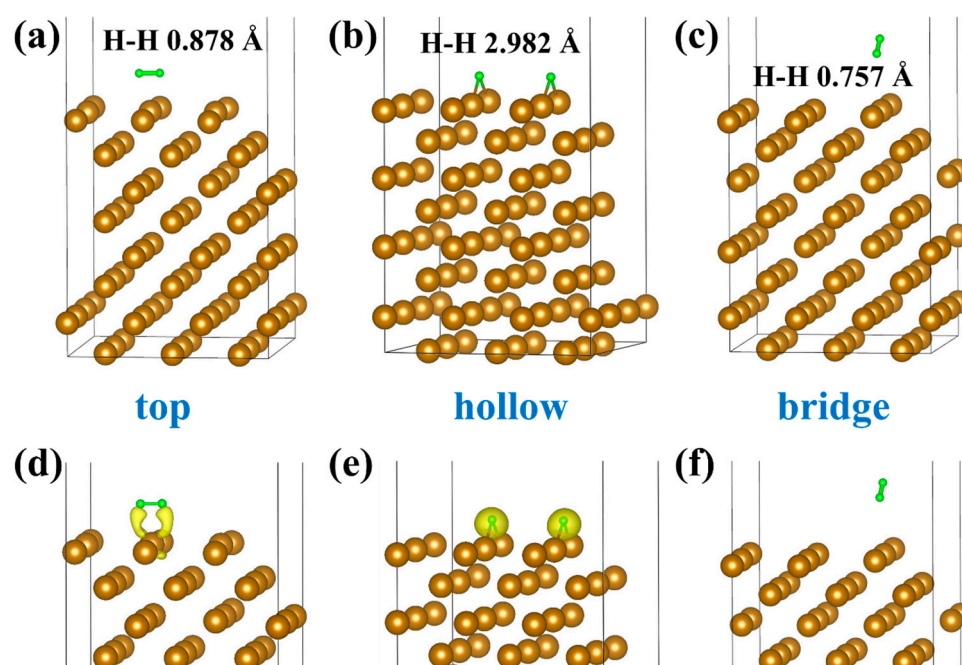 (a) H-H 0.878 Å
(b) H-H 2.982 Å
(c)
H-H 0.757 Å
top
hollow
bridge
(d)
(e)
(f)